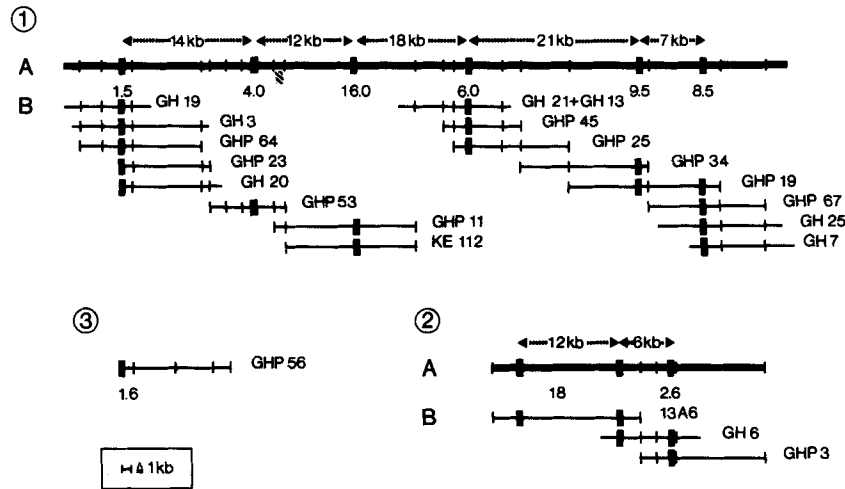 ①
14kb 12kb 18kb 21kb 7kb
A
1.5 4.0 16.0 6.0 9.5 8.5
B GH 19 GH 21+GH 13
GH 3 GHP 45
GHP 64 GHP 25
GHP 23 GHP 34
GH 20 GHP 19
GHP 53 GHP 67
GHP 11 GH 25
KE 112 GH 7
③ ②
12kb 6kb
GHP 56 A
1.6 18 2.6
B 13A6
GH 6
GHP 3
1kb